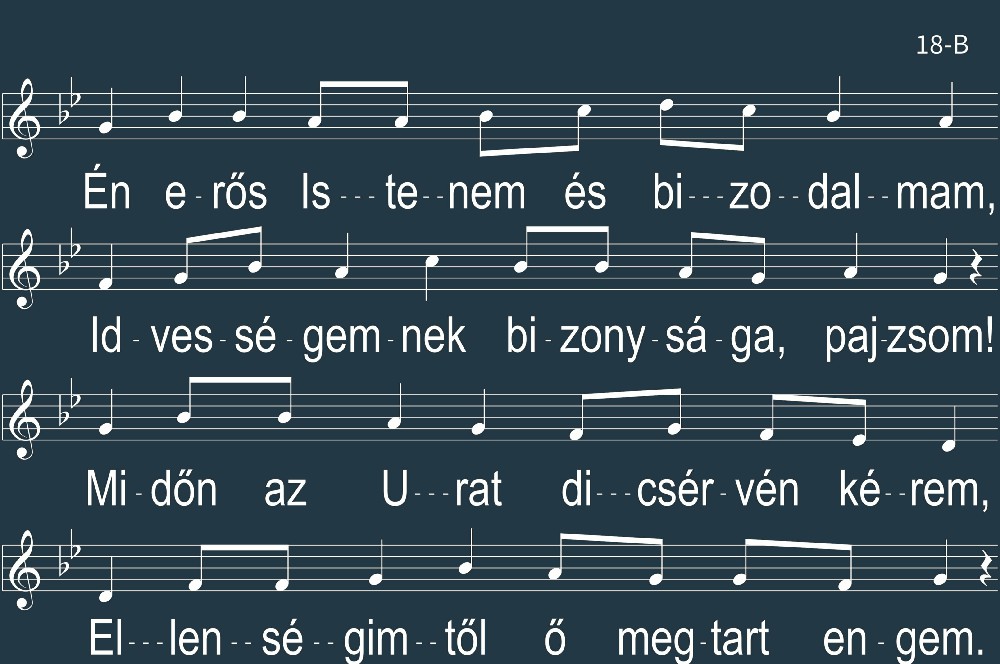 18-B
Én e - rős Is - - - te - - nem és bi - - - zo - - dal - - mam,
Id - ves - sé - gem - nek bi - zony - sá - ga, paj - zsom!
Mi - dőn az U - - - rat di - - - csér - vén ké - - rem,
El - - - len - - sé - - gim - - től ő meg - tart en - gem.